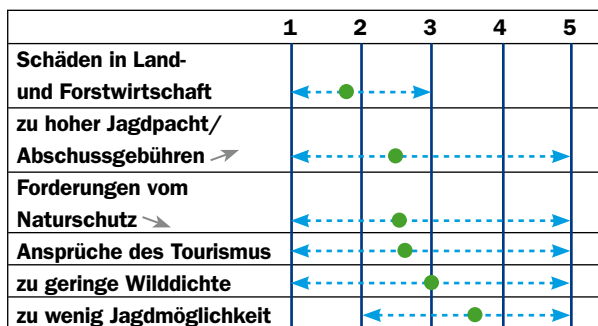 1 2 3 4 5
Schäden in Land-
und Forstwirtschaft
zu hoher Jagdpacht/
Abschussgebühren
Forderungen vom
Naturschutz
Ansprüche des Tourismus
zu geringe Wilddichte
zu wenig Jagdmöglichkeit